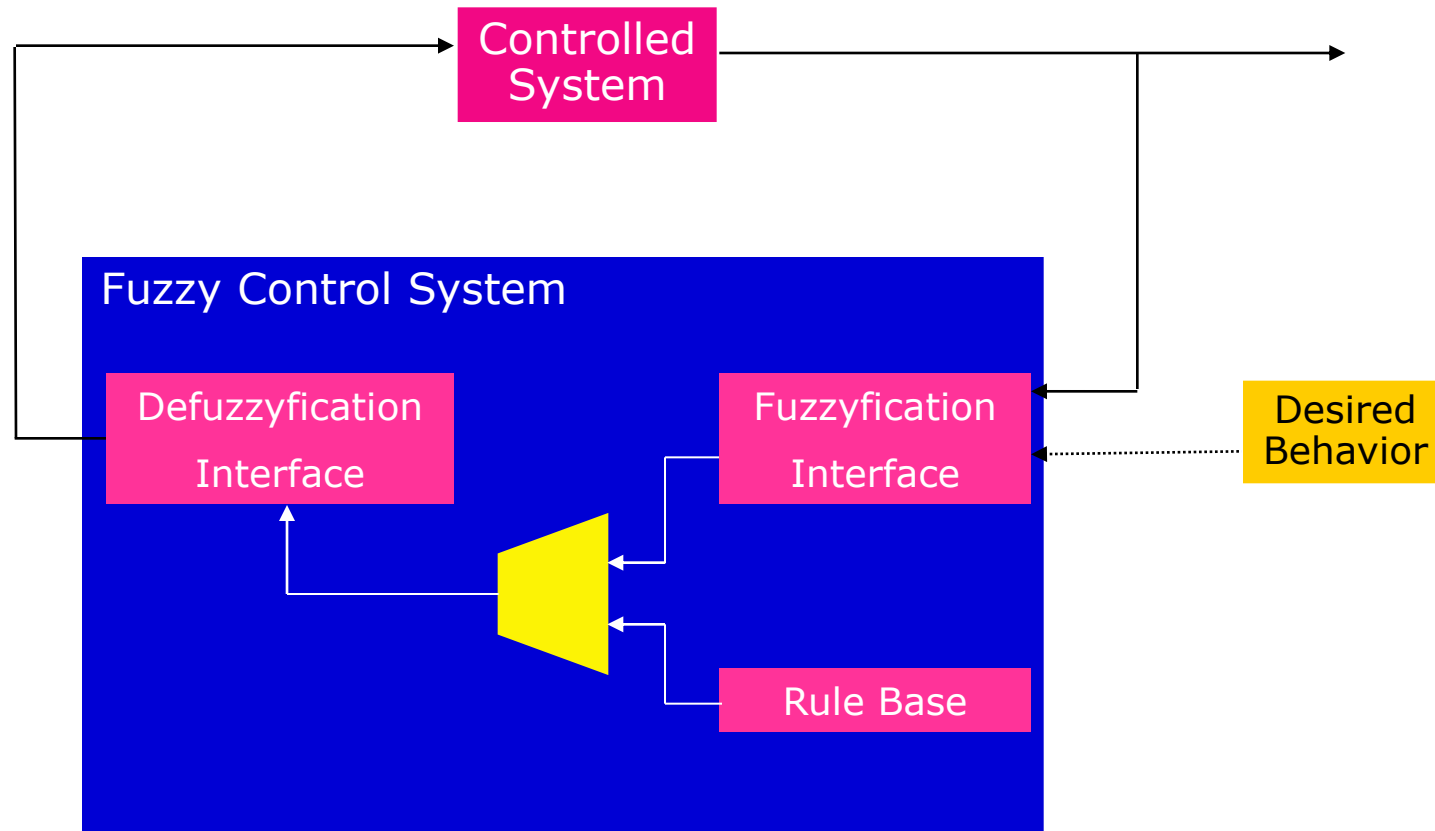 Controlled
System
Fuzzy Control System
Defuzzyfication
Interface
Fuzzyfication
Interface
Desired
Behavior
Rule Base